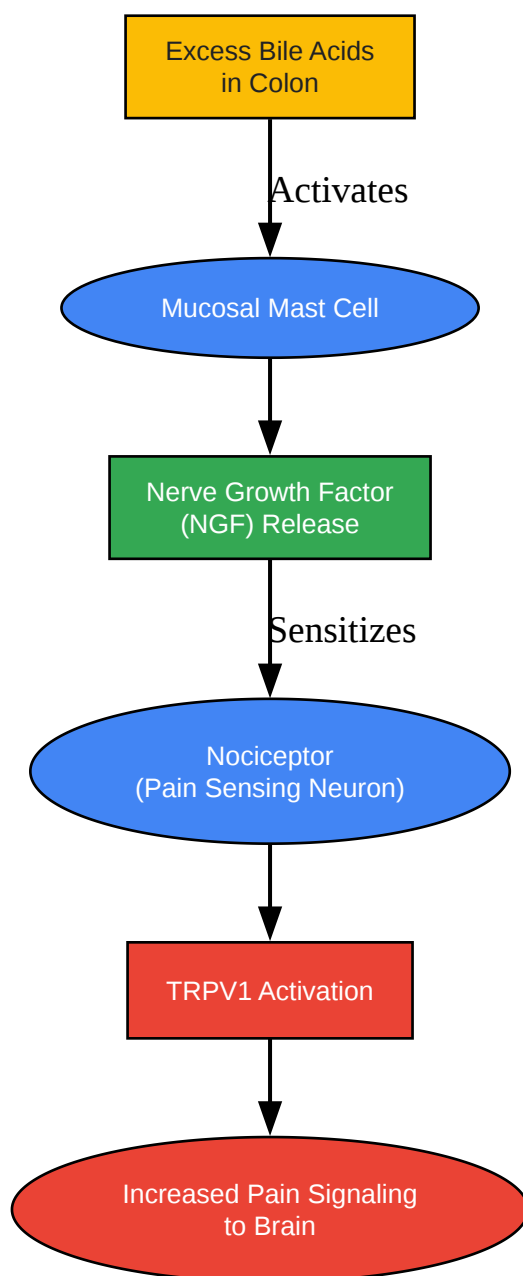 Excess Bile Acids
in Colon
Activates
Mucosal Mast Cell
Nerve Growth Factor
(NGF) Release
Sensitizes
Nociceptor
(Pain Sensing Neuron)
TRPV1 Activation
Increased Pain Signaling
to Brain